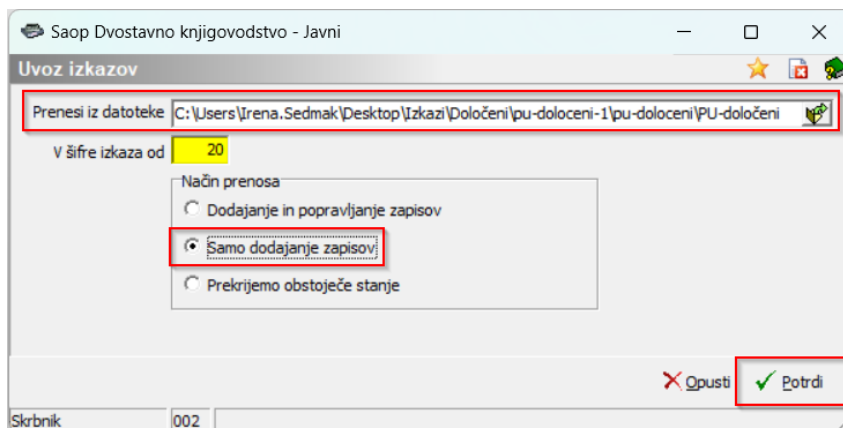 Saop Dvostavno knjigovodstvo - Javni
Uvoz izkazov
Prenesi iz datoteke C:\Users\Irena.Sedmak\Desktop\Izkazi\Določeni\pu-doloceni-1\pu-doloceni\PU-določeni
V šifre izkaza od 20
Način prenosa
Dodajanje in popravljanje zapisov
Samo dodajanje zapisov
Prekrijemo obstoječe stanje
Opusti Potrdi
Skrbnik 002